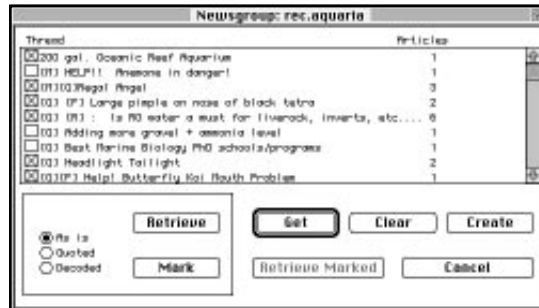 Newsgroup: rec.aquaria
Thread Articles
200 gal. Oceanic Reef Aquarium 1
[M] HELP!! Anemone in danger! 1
[M][Q]Regal Angel 3
[Q] [F] Large pimple on nose of black tetra 2
[Q] [M] : Is RO water a must for liverock, inverts, etc.... 6
[Q] Adding more gravel + ammonia level 1
[Q] Best Marine Biology PhD schools/programs 1
[Q] Headlight Taillight 2
[Q][F] Help! Butterfly Koi Mouth Problem 1
As is
Quoted
Decoded
Retrieve
Mark
Get
Clear
Create
Retrieve Marked
Cancel